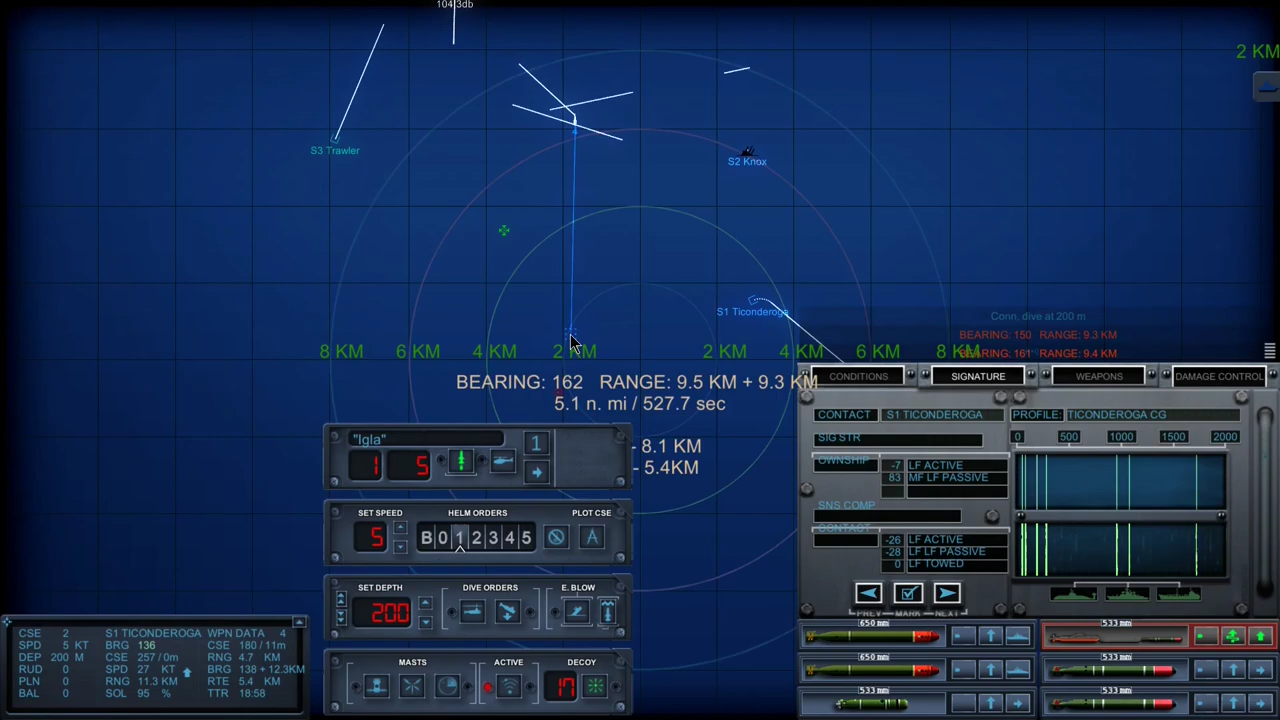 104.3db
2 KM
S3 Trawler
S2 Knox
S1 Ticonderoga
Conn, dive at 200 m
BEARING: 150 RANGE: 9.3 KM
BEARING: 161 RANGE: 9.4 KM
8 KM 6 KM 4 KM 2 KM 2 KM 4 KM 6 KM 8 KM
BEARING: 162 RANGE: 9.5 KM + 9.3 KM
5.1 n. mi / 527.7 sec
- 8.1 KM
- 5.4KM
"Igla" 1
1 5
SET SPEED HELM ORDERS PLOT CSE
5 B 0 1 2 3 4 5
SET DEPTH DIVE ORDERS E. BLOW
200
MASTS ACTIVE DECOY
17
CONDITIONS SIGNATURE WEAPONS DAMAGE CONTROL
CONTACT S1 TICONDEROGA PROFILE: TICONDEROGA CG
SIG STR 0 500 1000 1500 2000
OWNSHIP -7 LF ACTIVE
83 MF LF PASSIVE
SNS COMP
CONTACT
-26 LF ACTIVE
-28 LF LF PASSIVE
0 LF TOWED
PREV MARK NEXT
650 mm 533 mm
650 mm 533 mm
533 mm 533 mm
CSE 2 S1 TICONDEROGA WPN DATA 4
SPD 5 KT BRG 136 CSE 180 / 11m
DEP 200 M CSE 257 / 0m RNG 4.7 KM
RUD 0 SPD 27 KT BRG 138 + 12.3KM
PLN 0 RNG 11.3 KM RTE 5.4 KM
BAL 0 SOL 95 % TTR 18:58